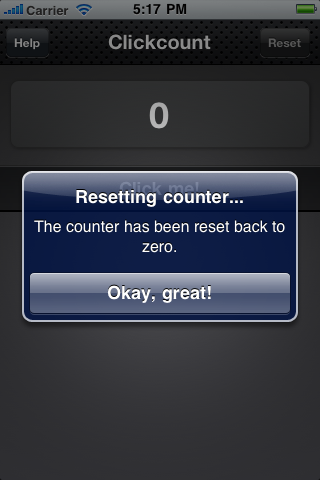 Carrier 5:17 PM
Help Clickcount Reset
0
Click me!
Resetting counter...
The counter has been reset back to
zero.
Okay, great!